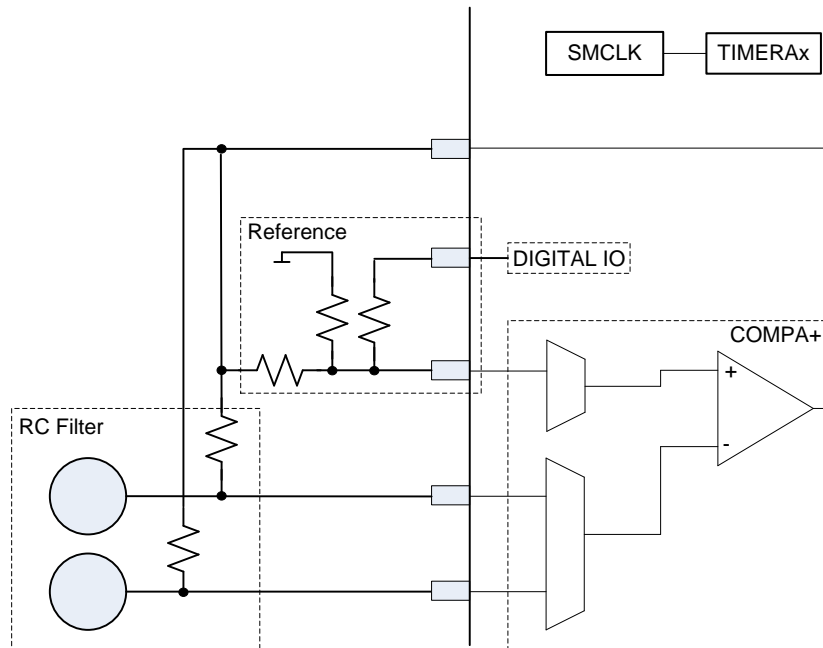 SMCLK
TIMERAx
Reference
DIGITAL IO
COMPA+
+
-
RC Filter